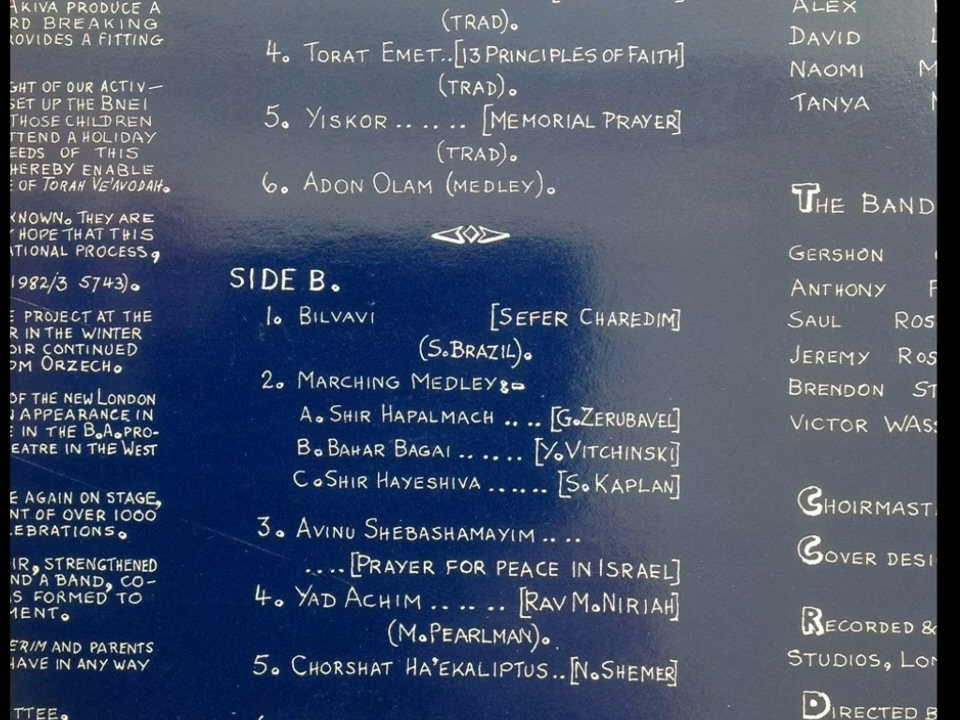 AKIVA PRODUCE A
RD BREAKING
ROVIDES A FITTING
GHT OF OUR ACTIV—
SET UP THE BNEI
THOSE CHILDREN
TTEND A HOLIDAY
EEDS OF THIS
HEREBY ENABLE
E OF TORAH VE'AVODAH.
KNOWN. THEY ARE
HOPE THAT THIS
ATIONAL PROCESS,
1982/3 5743).
E PROJECT AT THE
R IN THE WINTER
OIR CONTINUED
OM ORZECH.
OF THE NEW LONDON
N APPEARANCE IN
E IN THE B.A. PRO-
EATRE IN THE WEST
E AGAIN ON STAGE,
NT OF OVER 1000
LEBRATIONS.
IR, STRENGTHENED
ND A BAND, CO-
AS FORMED TO
MENT.
ERIM AND PARENTS
HAVE IN ANY WAY
TTEE.
(TRAD).
4. TORAT EMET..[13 PRINCIPLES OF FAITH]
(TRAD).
5. YISKOR ...... [MEMORIAL PRAYER]
(TRAD).
6. ADON OLAM (MEDLEY).
SIDE B.
1. BILVAVI [SEFER CHAREDIM]
(S.BRAZIL).
2. MARCHING MEDLEY:-
A. SHIR HAPALMACH .... [G.ZERUBAVEL]
B. BAHAR BAGAI ...... [Y.VITCHINSKI]
C. SHIR HAYESHIVA ...... [S.KAPLAN]
3. AVINU SHEBASHAMAYIM ....
....[PRAYER FOR PEACE IN ISRAEL]
4. YAD ACHIM ...... [RAV M.NIRIAH]
(M.PEARLMAN).
5. CHORSHAT HA'EKALIPTUS..[N.SHEMER]
ALEX
DAVID
NAOMI M
TANYA
THE BAND
GERSHON
ANTHONY
SAUL ROS
JEREMY ROS
BRENDON ST
VICTOR WAS
CHOIRMAST
COVER DESI
RECORDED &
STUDIOS, LON
DIRECTED B